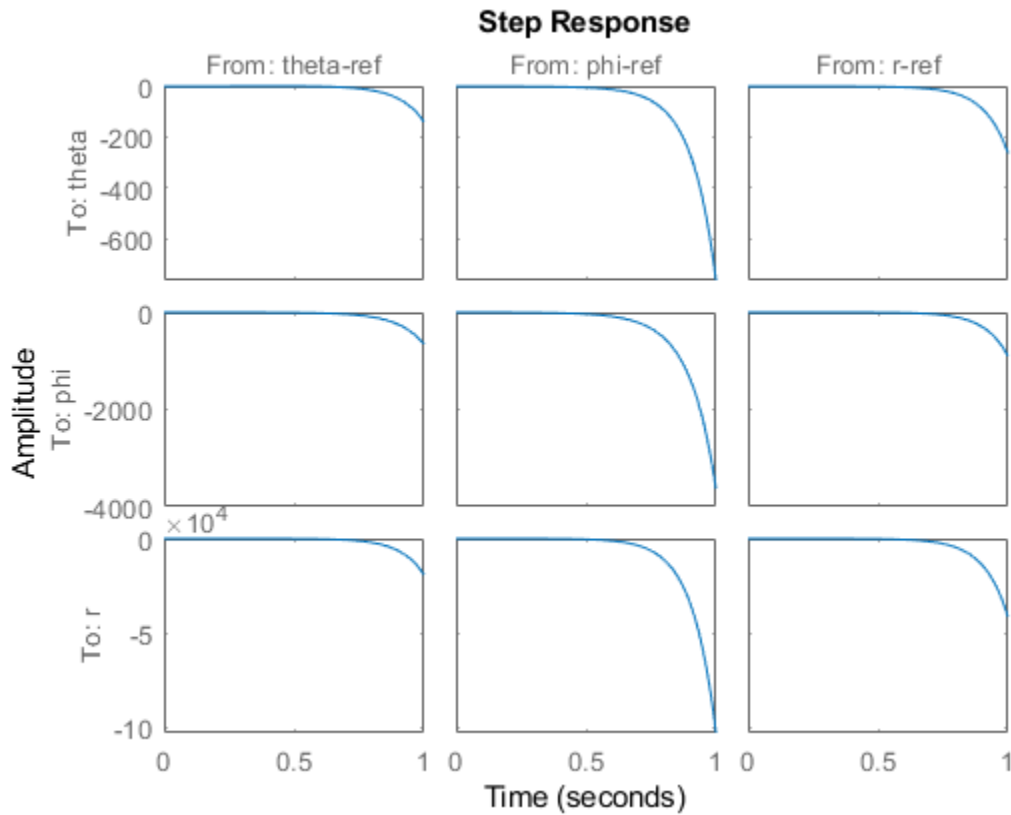 Step Response
From: theta-ref
From: phi-ref
From: r-ref
0
-200
-400
-600
To: theta
0
-2000
-4000
To: phi
Amplitude
×10^4
0
-5
-10
To: r
0 0.5 1
0 0.5 1
0 0.5 1
Time (seconds)